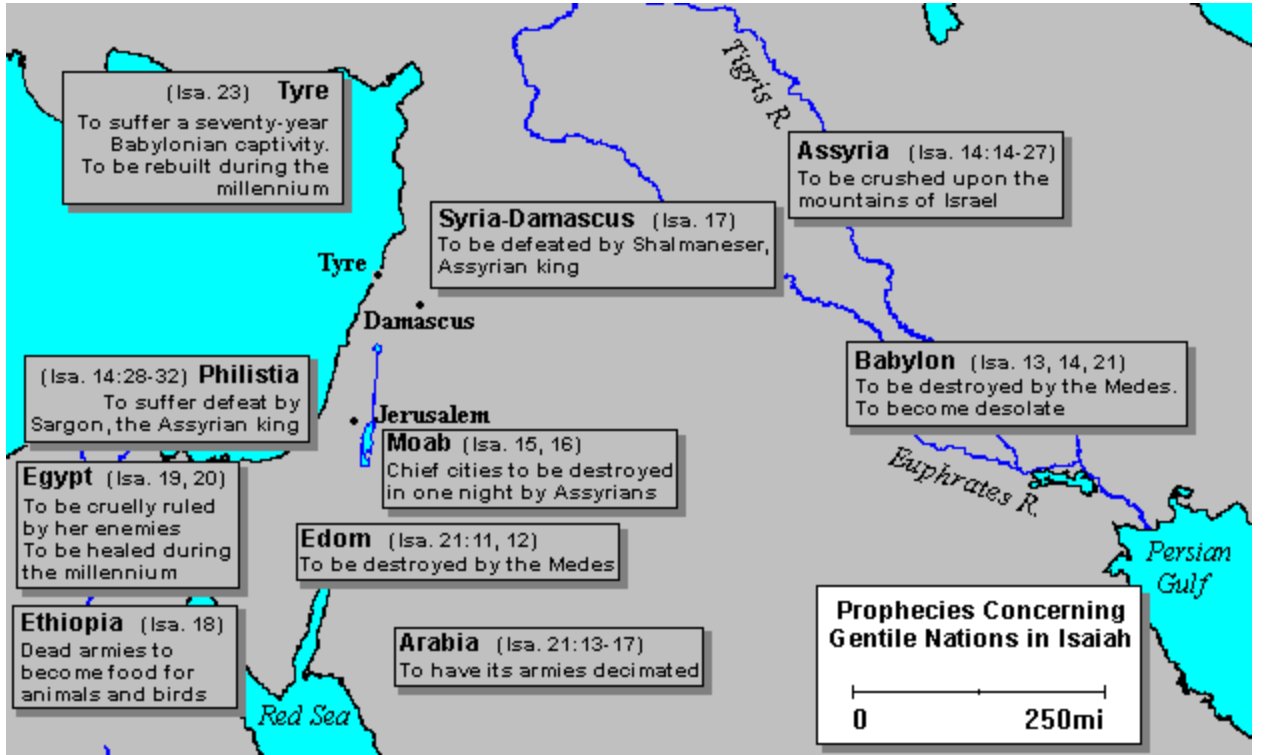 Tigris R.
(Isa. 23) Tyre
To suffer a seventy-year
Babylonian captivity.
To be rebuilt during the
millennium
Assyria (Isa. 14:14-27)
To be crushed upon the
mountains of Israel
Syria-Damascus (Isa. 17)
To be defeated by Shalmaneser,
Assyrian king
Tyre
Damascus
(Isa. 14:28-32) Philistia
To suffer defeat by
Sargon, the Assyrian king
Babylon (Isa. 13, 14, 21)
To be destroyed by the Medes.
To become desolate
Jerusalem
Moab (Isa. 15, 16)
Chief cities to be destroyed
in one night by Assyrians
Euphrates R.
Egypt (Isa. 19, 20)
To be cruelly ruled
by her enemies
To be healed during
the millennium
Edom (Isa. 21:11, 12)
To be destroyed by the Medes
Persian
Gulf
Ethiopia (Isa. 18)
Dead armies to
become food for
animals and birds
Arabia (Isa. 21:13-17)
To have its armies decimated
Red Sea
Prophecies Concerning
Gentile Nations in Isaiah
0 250mi